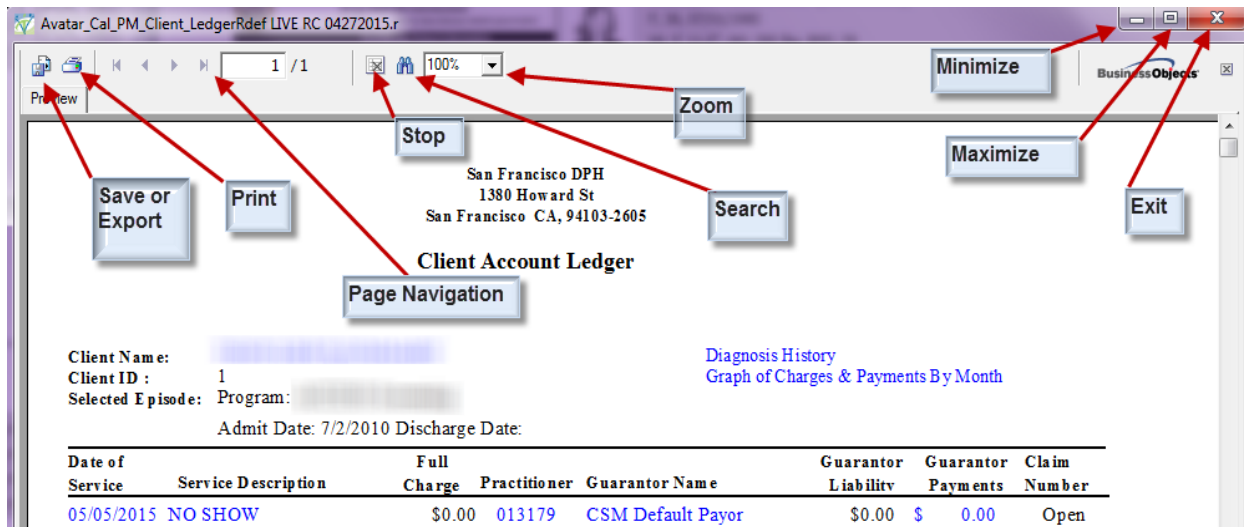 Avatar_Cal_PM_Client_LedgerRdef LIVE RC 04272015.r
1 /1
100%
Minimize
BusinessObjects
Preview
Zoom
Stop
Maximize
San Francisco DPH
1380 Howard St
San Francisco CA, 94103-2605
Save or
Export
Print
Search
Exit
Client Account Ledger
Page Navigation
Client Name:
Diagnosis History
Client ID : 1
Graph of Charges & Payments By Month
Selected Episode: Program:
Admit Date: 7/2/2010 Discharge Date:
Date of Full Guarantor Guarantor Claim
Service Service Description Charge Practitioner Guarantor Name Liability Payments Number
05/05/2015 NO SHOW $0.00 013179 CSM Default Payor $0.00 $ 0.00 Open